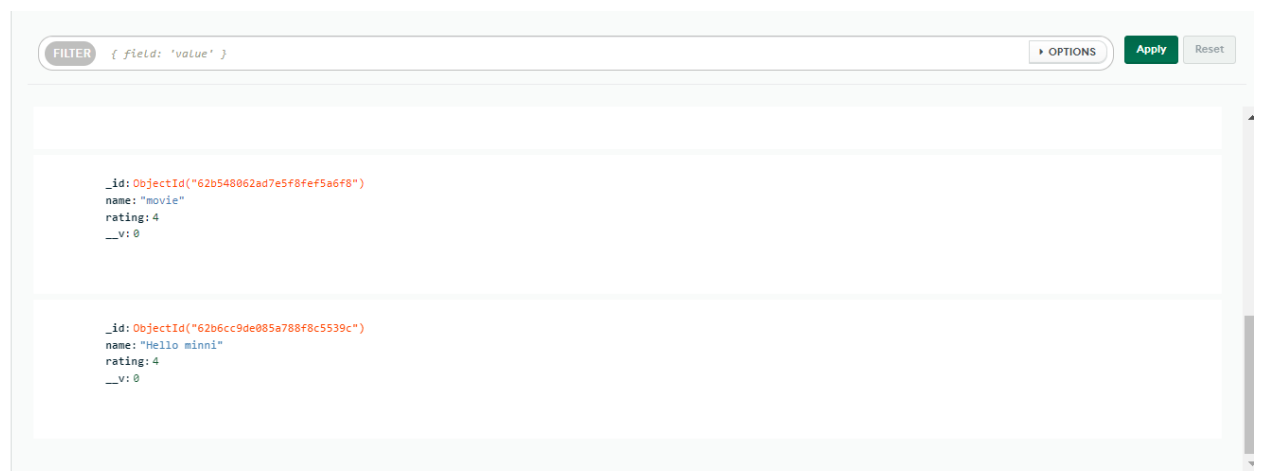 FILTER { field: 'value' } OPTIONS Apply Reset
_id: ObjectId("62b548062ad7e5f8fef5a6f8")
name: "movie"
rating: 4
__v: 0
_id: ObjectId("62b6cc9de085a788f8c5539c")
name: "Hello minni"
rating: 4
__v: 0